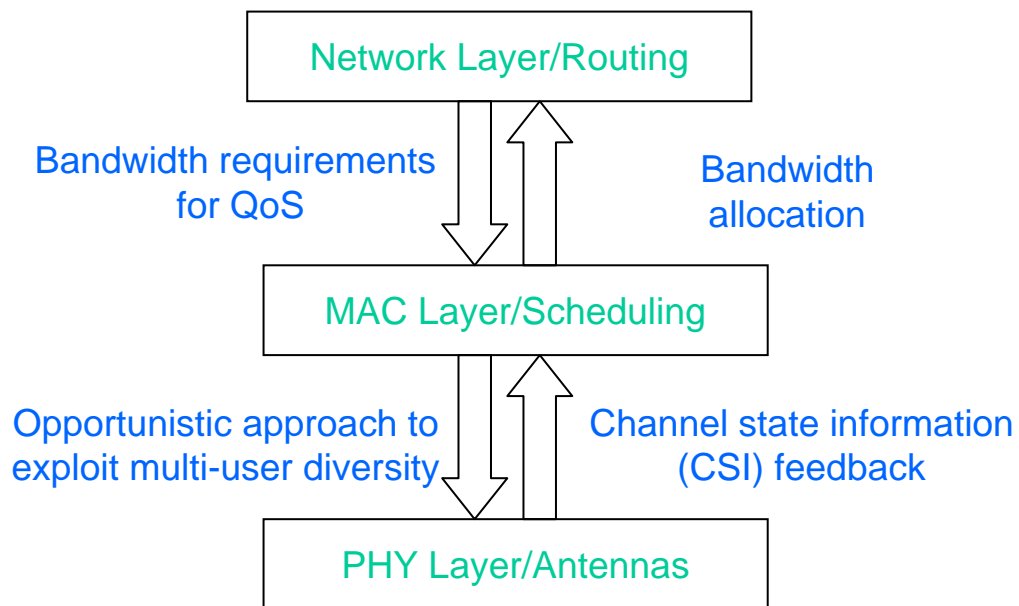 Network Layer/Routing
Bandwidth requirements
for QoS
Bandwidth
allocation
MAC Layer/Scheduling
Opportunistic approach to
exploit multi-user diversity
Channel state information
(CSI) feedback
PHY Layer/Antennas